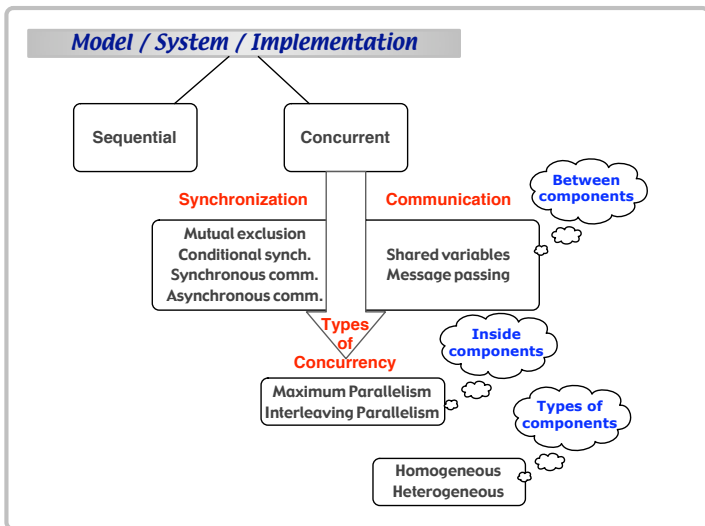 Model / System / Implementation
Sequential
Concurrent
Synchronization
Communication
Between
components
Mutual exclusion
Conditional synch.
Synchronous comm.
Asynchronous comm.
Shared variables
Message passing
Types
of
Concurrency
Inside
components
Maximum Parallelism
Interleaving Parallelism
Types of
components
Homogeneous
Heterogeneous